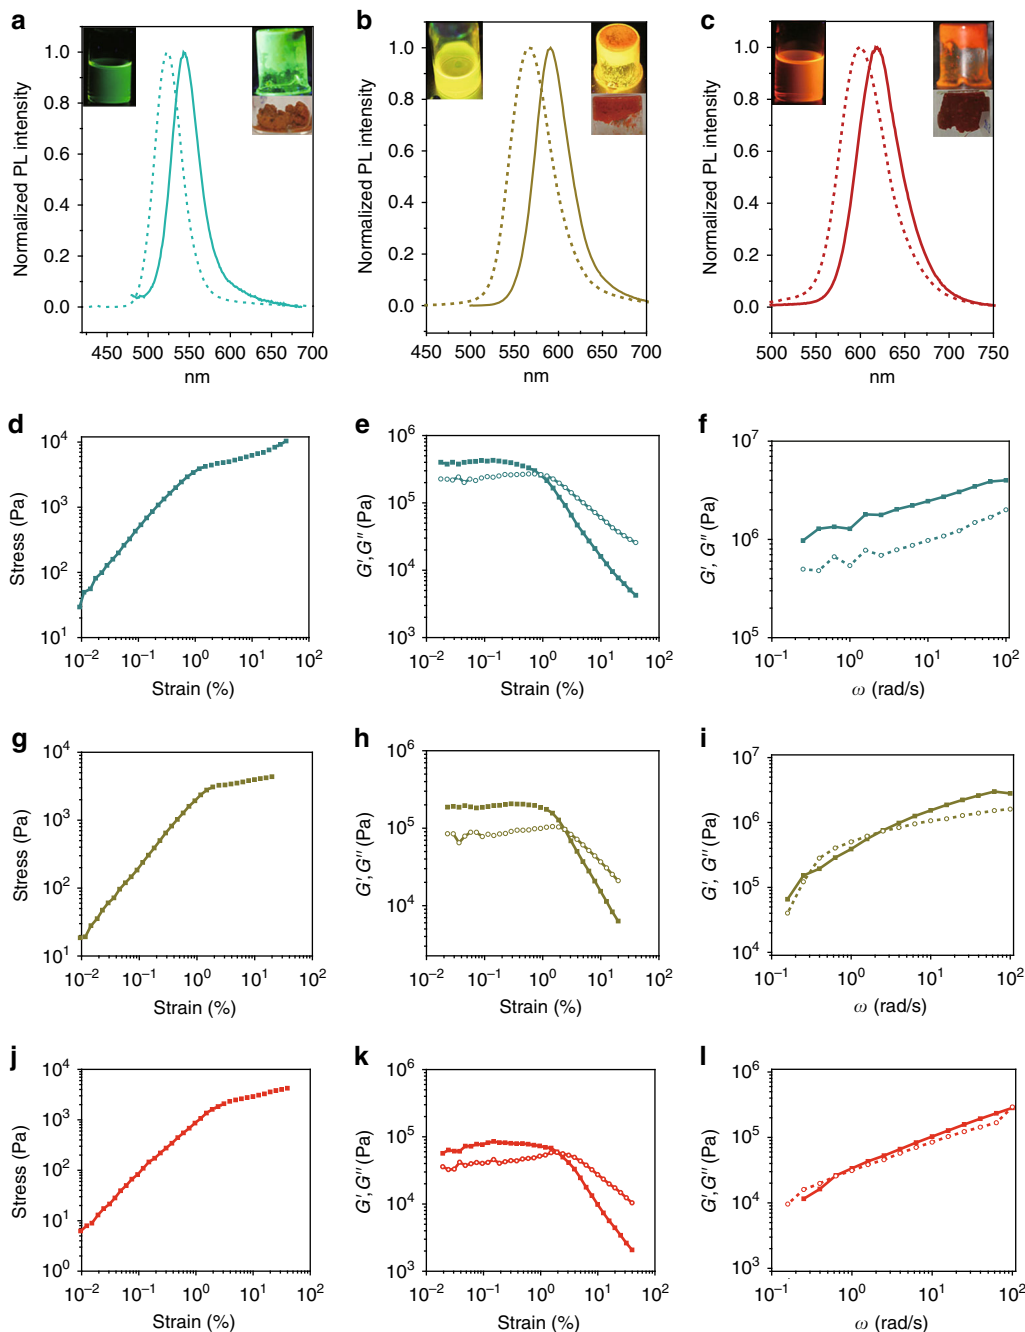 a
b
c
Normalized PL intensity
1.0
0.8
0.6
0.4
0.2
0.0
450 500 550 600 650 700
nm
Normalized PL intensity
1.0
0.8
0.6
0.4
0.2
0.0
450 500 550 600 650 700
nm
Normalized PL intensity
1.0
0.8
0.6
0.4
0.2
0.0
500 550 600 650 700 750
nm
d
e
f
Stress (Pa)
10⁴
10³
10²
10¹
10⁻² 10⁻¹ 10⁰ 10¹ 10²
Strain (%)
G′,G″ (Pa)
10⁶
10⁵
10⁴
10³
10⁻² 10⁻¹ 10⁰ 10¹ 10²
Strain (%)
G′, G″ (Pa)
10⁷
10⁶
10⁵
10⁻¹ 10⁰ 10¹ 10²
ω (rad/s)
g
h
i
Stress (Pa)
10⁴
10³
10²
10¹
10⁻² 10⁻¹ 10⁰ 10¹ 10²
Strain (%)
G′, G″ (Pa)
10⁶
10⁵
10⁴
10⁻² 10⁻¹ 10⁰ 10¹ 10²
Strain (%)
G′, G″ (Pa)
10⁷
10⁶
10⁵
10⁴
10⁻¹ 10⁰ 10¹ 10²
ω (rad/s)
j
k
l
Stress (Pa)
10⁴
10³
10²
10¹
10⁰
10⁻² 10⁻¹ 10⁰ 10¹ 10²
Strain (%)
G′,G″ (Pa)
10⁶
10⁵
10⁴
10³
10⁻² 10⁻¹ 10⁰ 10¹ 10²
Strain (%)
G′,G″ (Pa)
10⁶
10⁵
10⁴
10³
10⁻¹ 10⁰ 10¹ 10²
ω (rad/s)